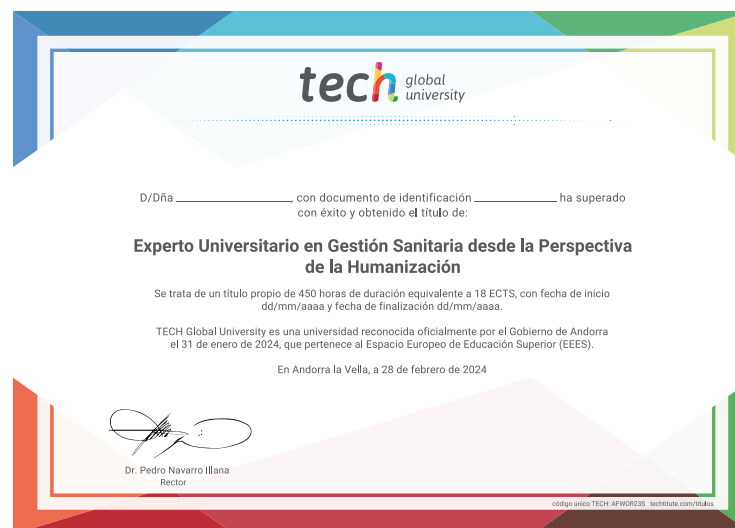 tech global university
D/Dña ____________, con documento de identificación ____________ ha superado
con éxito y obtenido el título de:
Experto Universitario en Gestión Sanitaria desde la Perspectiva
de la Humanización
Se trata de un título propio de 450 horas de duración equivalente a 18 ECTS, con fecha de inicio
dd/mm/aaaa y fecha de finalización dd/mm/aaaa.
TECH Global University es una universidad reconocida oficialmente por el Gobierno de Andorra
el 31 de enero de 2024, que pertenece al Espacio Europeo de Educación Superior (EEES).
En Andorra la Vella, a 28 de febrero de 2024
Dr. Pedro Navarro Illana
Rector
código único TECH: AFWOR23S techtitute.com/titulos